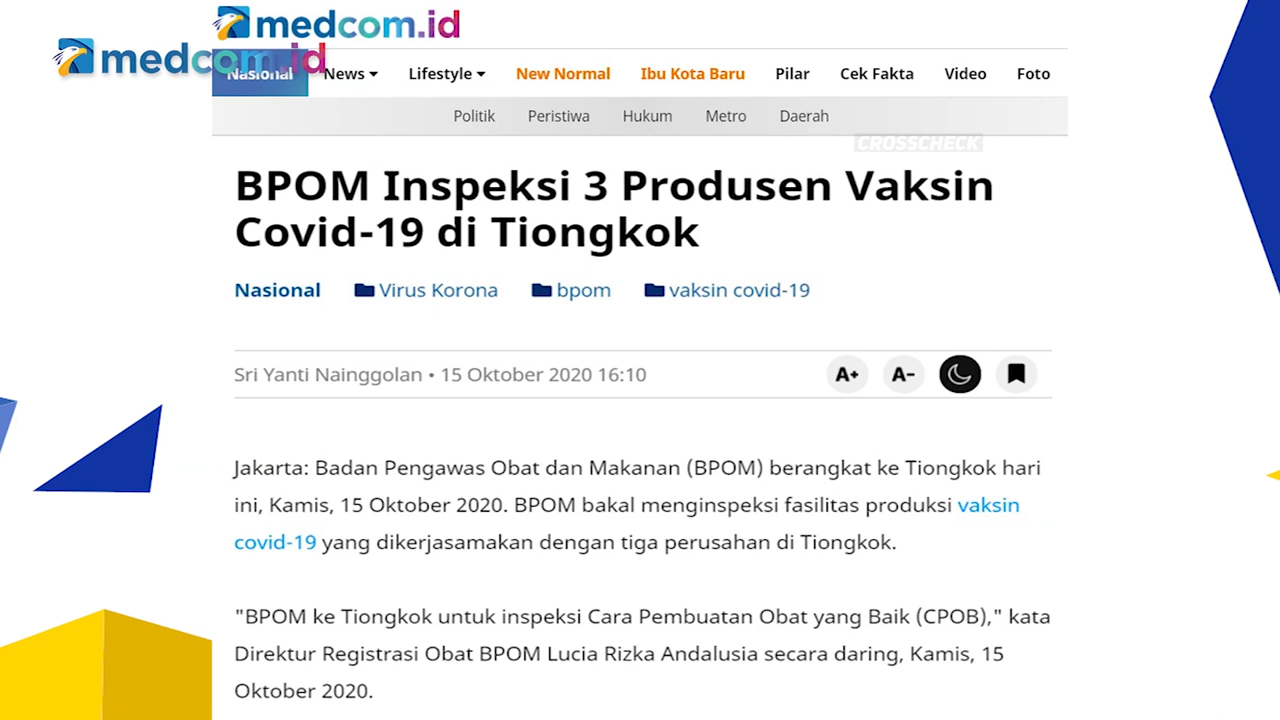 medcom.id
medcom.id
Nasional News Lifestyle New Normal Ibu Kota Baru Pilar Cek Fakta Video Foto
Politik Peristiwa Hukum Metro Daerah
CROSSCHECK
BPOM Inspeksi 3 Produsen Vaksin
Covid-19 di Tiongkok
Nasional Virus Korona bpom vaksin covid-19
Sri Yanti Nainggolan • 15 Oktober 2020 16:10 A+ A-
Jakarta: Badan Pengawas Obat dan Makanan (BPOM) berangkat ke Tiongkok hari
ini, Kamis, 15 Oktober 2020. BPOM bakal menginspeksi fasilitas produksi vaksin
covid-19 yang dikerjasamakan dengan tiga perusahan di Tiongkok.
"BPOM ke Tiongkok untuk inspeksi Cara Pembuatan Obat yang Baik (CPOB)," kata
Direktur Registrasi Obat BPOM Lucia Rizka Andalusia secara daring, Kamis, 15
Oktober 2020.